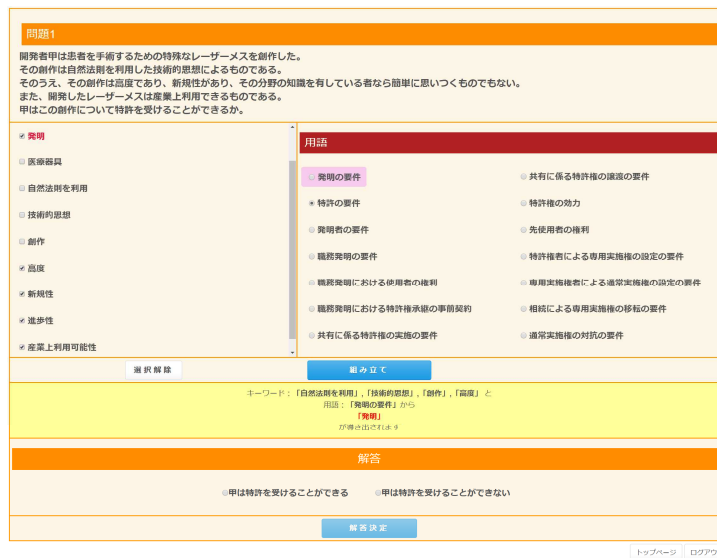 問題1
開発者甲は患者を手術するための特殊なレーザーメスを創作した。
その創作は自然法則を利用した技術的思想によるものである。
そのうえ、その創作は高度であり、新規性があり、その分野の知識を有している者なら簡単に思いつくものでもない。
また、開発したレーザーメスは産業上利用できるものである。
甲はこの創作について特許を受けることができるか。
発明
医療器具
自然法則を利用
技術的思想
創作
高度
新規性
進歩性
産業上利用可能性
用語
発明の要件
共有に係る特許権の譲渡の要件
特許の要件
特許権の効力
発明者の要件
先使用者の権利
職務発明の要件
特許権者による専用実施権の設定の要件
職務発明における使用者の権利
専用実施権者による通常実施権の設定の要件
職務発明における特許権承継の事前契約
相続による専用実施権の移転の要件
共有に係る特許権の実施の要件
通常実施権の対抗の要件
選択解除
組み立て
キーワード：「自然法則を利用」,「技術的思想」,「創作」,「高度」 と
用語：「発明の要件」から
「発明」
が導き出されます
解答
甲は特許を受けることができる
甲は特許を受けることができない
解答決定
トップページ
ログアウ